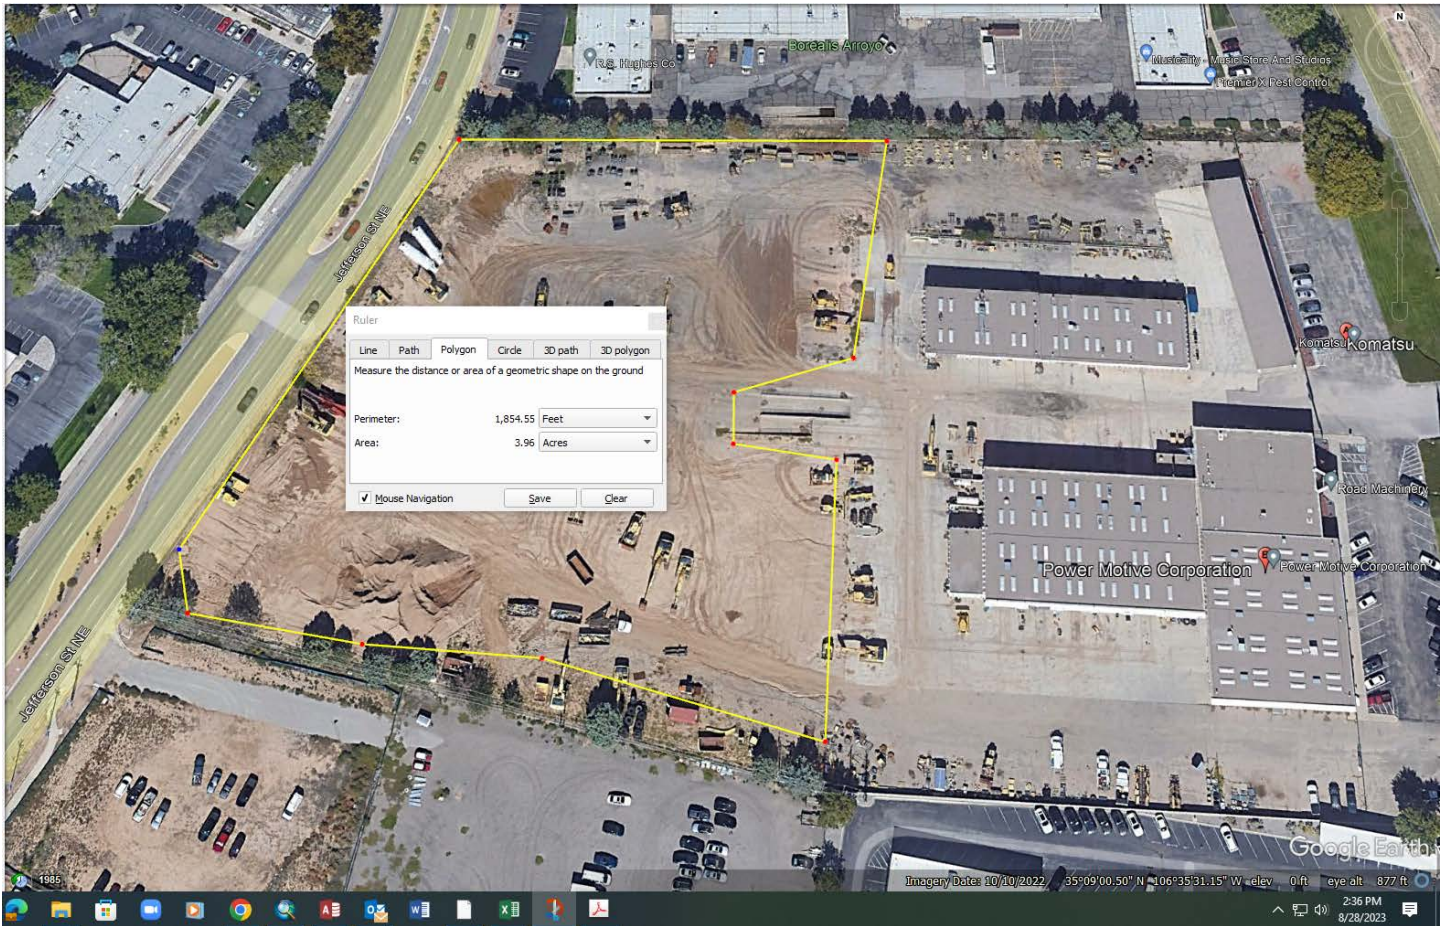 N
R.S. Hughes Co
Borealis Arroyo
Musicality - Music Store And Studios
Premier X Pest Control
Jefferson St NE
Ruler
Line Path Polygon Circle 3D path 3D polygon
Measure the distance or area of a geometric shape on the ground
Perimeter: 1,854.55 Feet
Area: 3.96 Acres
Mouse Navigation Save Clear
Komatsu Komatsu
Road Machinery
Power Motive Corporation Power Motive Corporation
Jefferson St NE
Google Earth
1985
Imagery Date: 10/10/2022 35°09'00.50" N 106°35'31.15" W elev 0 ft eye alt 877 ft
2:36 PM
8/28/2023